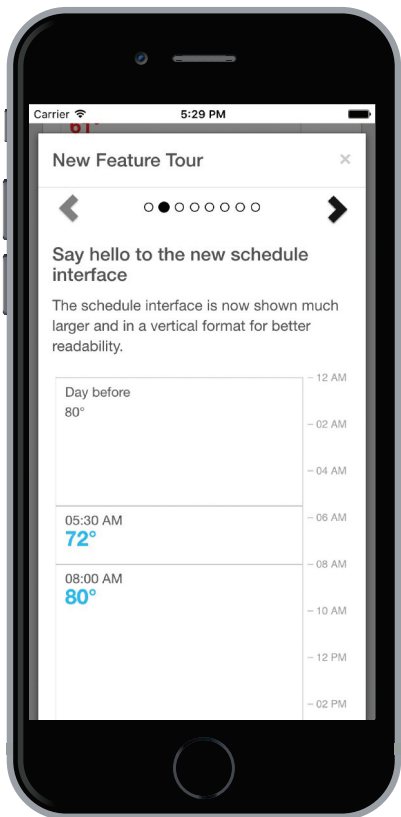 Carrier 5:29 PM
61°
New Feature Tour ×
Say hello to the new schedule
interface
The schedule interface is now shown much
larger and in a vertical format for better
readability.
12 AM
Day before
80°
02 AM
04 AM
05:30 AM
06 AM
72°
08 AM
08:00 AM
80°
10 AM
12 PM
02 PM